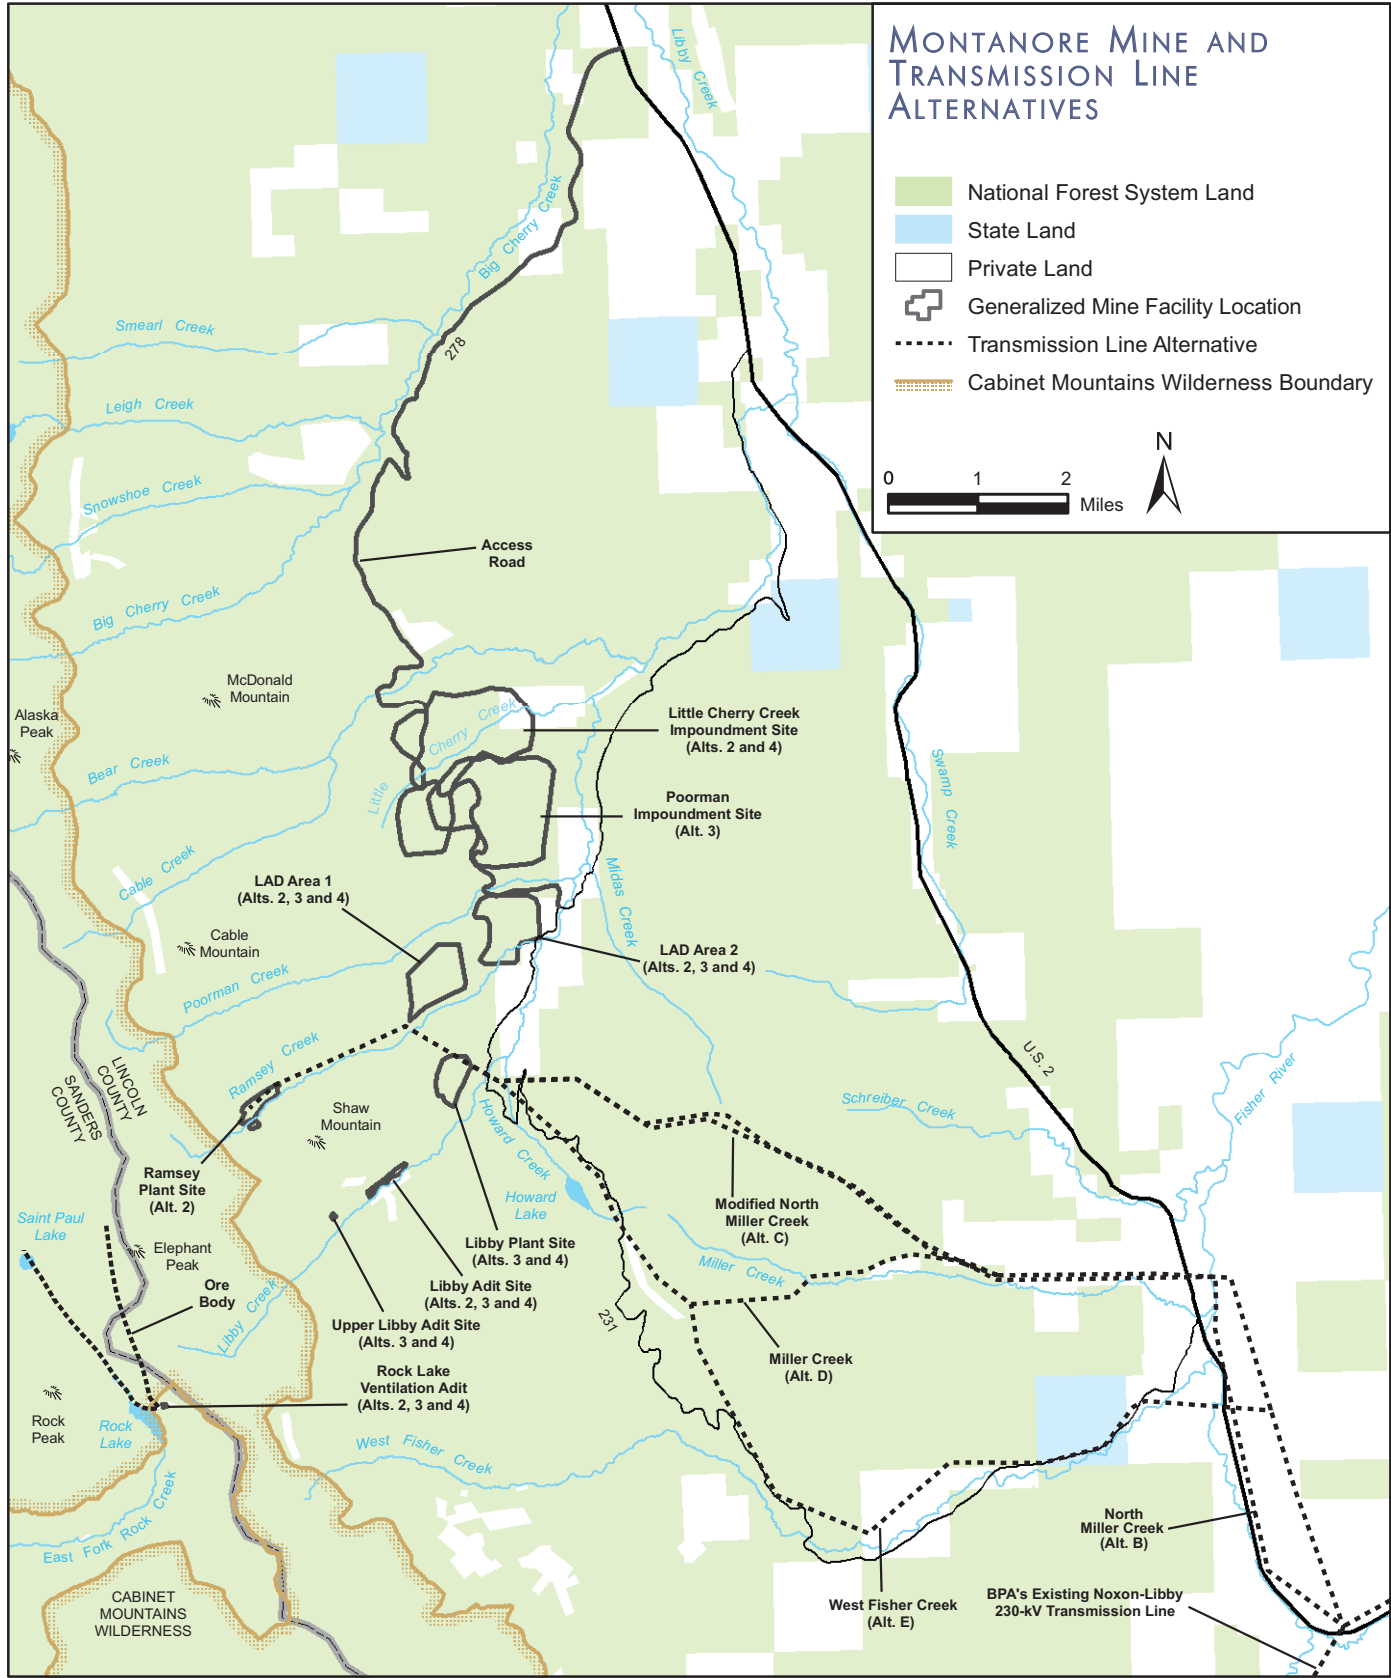 MONTANORE MINE AND
TRANSMISSION LINE
ALTERNATIVES
National Forest System Land
State Land
Private Land
Generalized Mine Facility Location
Transmission Line Alternative
Cabinet Mountains Wilderness Boundary
N
0 1 2
Miles
Libby Creek
Big Cherry Creek
Smearl Creek
278
Leigh Creek
Snowshoe Creek
Access
Road
Big Cherry Creek
McDonald
Mountain
Alaska
Peak
Little Cherry Creek
Little Cherry Creek
Impoundment Site
(Alts. 2 and 4)
Bear Creek
Swamp Creek
Poorman
Impoundment Site
(Alt. 3)
Cable Creek
LAD Area 1
(Alts. 2, 3 and 4)
Midas Creek
Cable
Mountain
LAD Area 2
(Alts. 2, 3 and 4)
Poorman Creek
Ramsey Creek
LINCOLN
COUNTY
SANDERS
COUNTY
U.S. 2
Fisher River
Schreiber Creek
Shaw
Mountain
Howard Creek
Ramsey
Plant Site
(Alt. 2)
Howard
Lake
Modified North
Miller Creek
(Alt. C)
Saint Paul
Lake
Elephant
Peak
Libby Plant Site
(Alts. 3 and 4)
Miller Creek
Ore
Body
Libby Adit Site
(Alts. 2, 3 and 4)
Libby Creek
Upper Libby Adit Site
(Alts. 3 and 4)
231
Miller Creek
(Alt. D)
Rock Lake
Ventilation Adit
(Alts. 2, 3 and 4)
Rock
Peak
Rock
Lake
West Fisher Creek
East Fork Rock Creek
North
Miller Creek
(Alt. B)
CABINET
MOUNTAINS
WILDERNESS
West Fisher Creek
(Alt. E)
BPA's Existing Noxon-Libby
230-kV Transmission Line